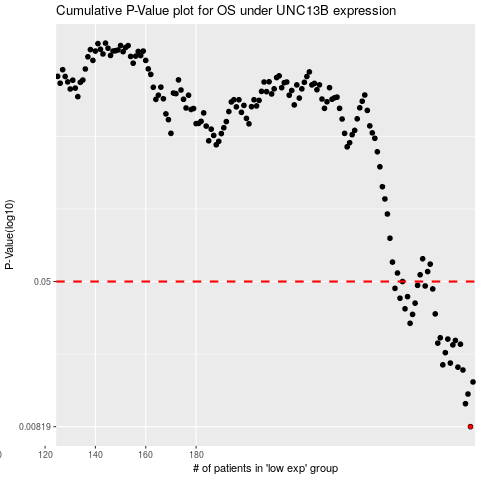 Cumulative P-Value plot for OS under UNC13B expression
P-Value(log10)
0.05
0.00819
0 120 140 160 180
# of patients in 'low exp' group